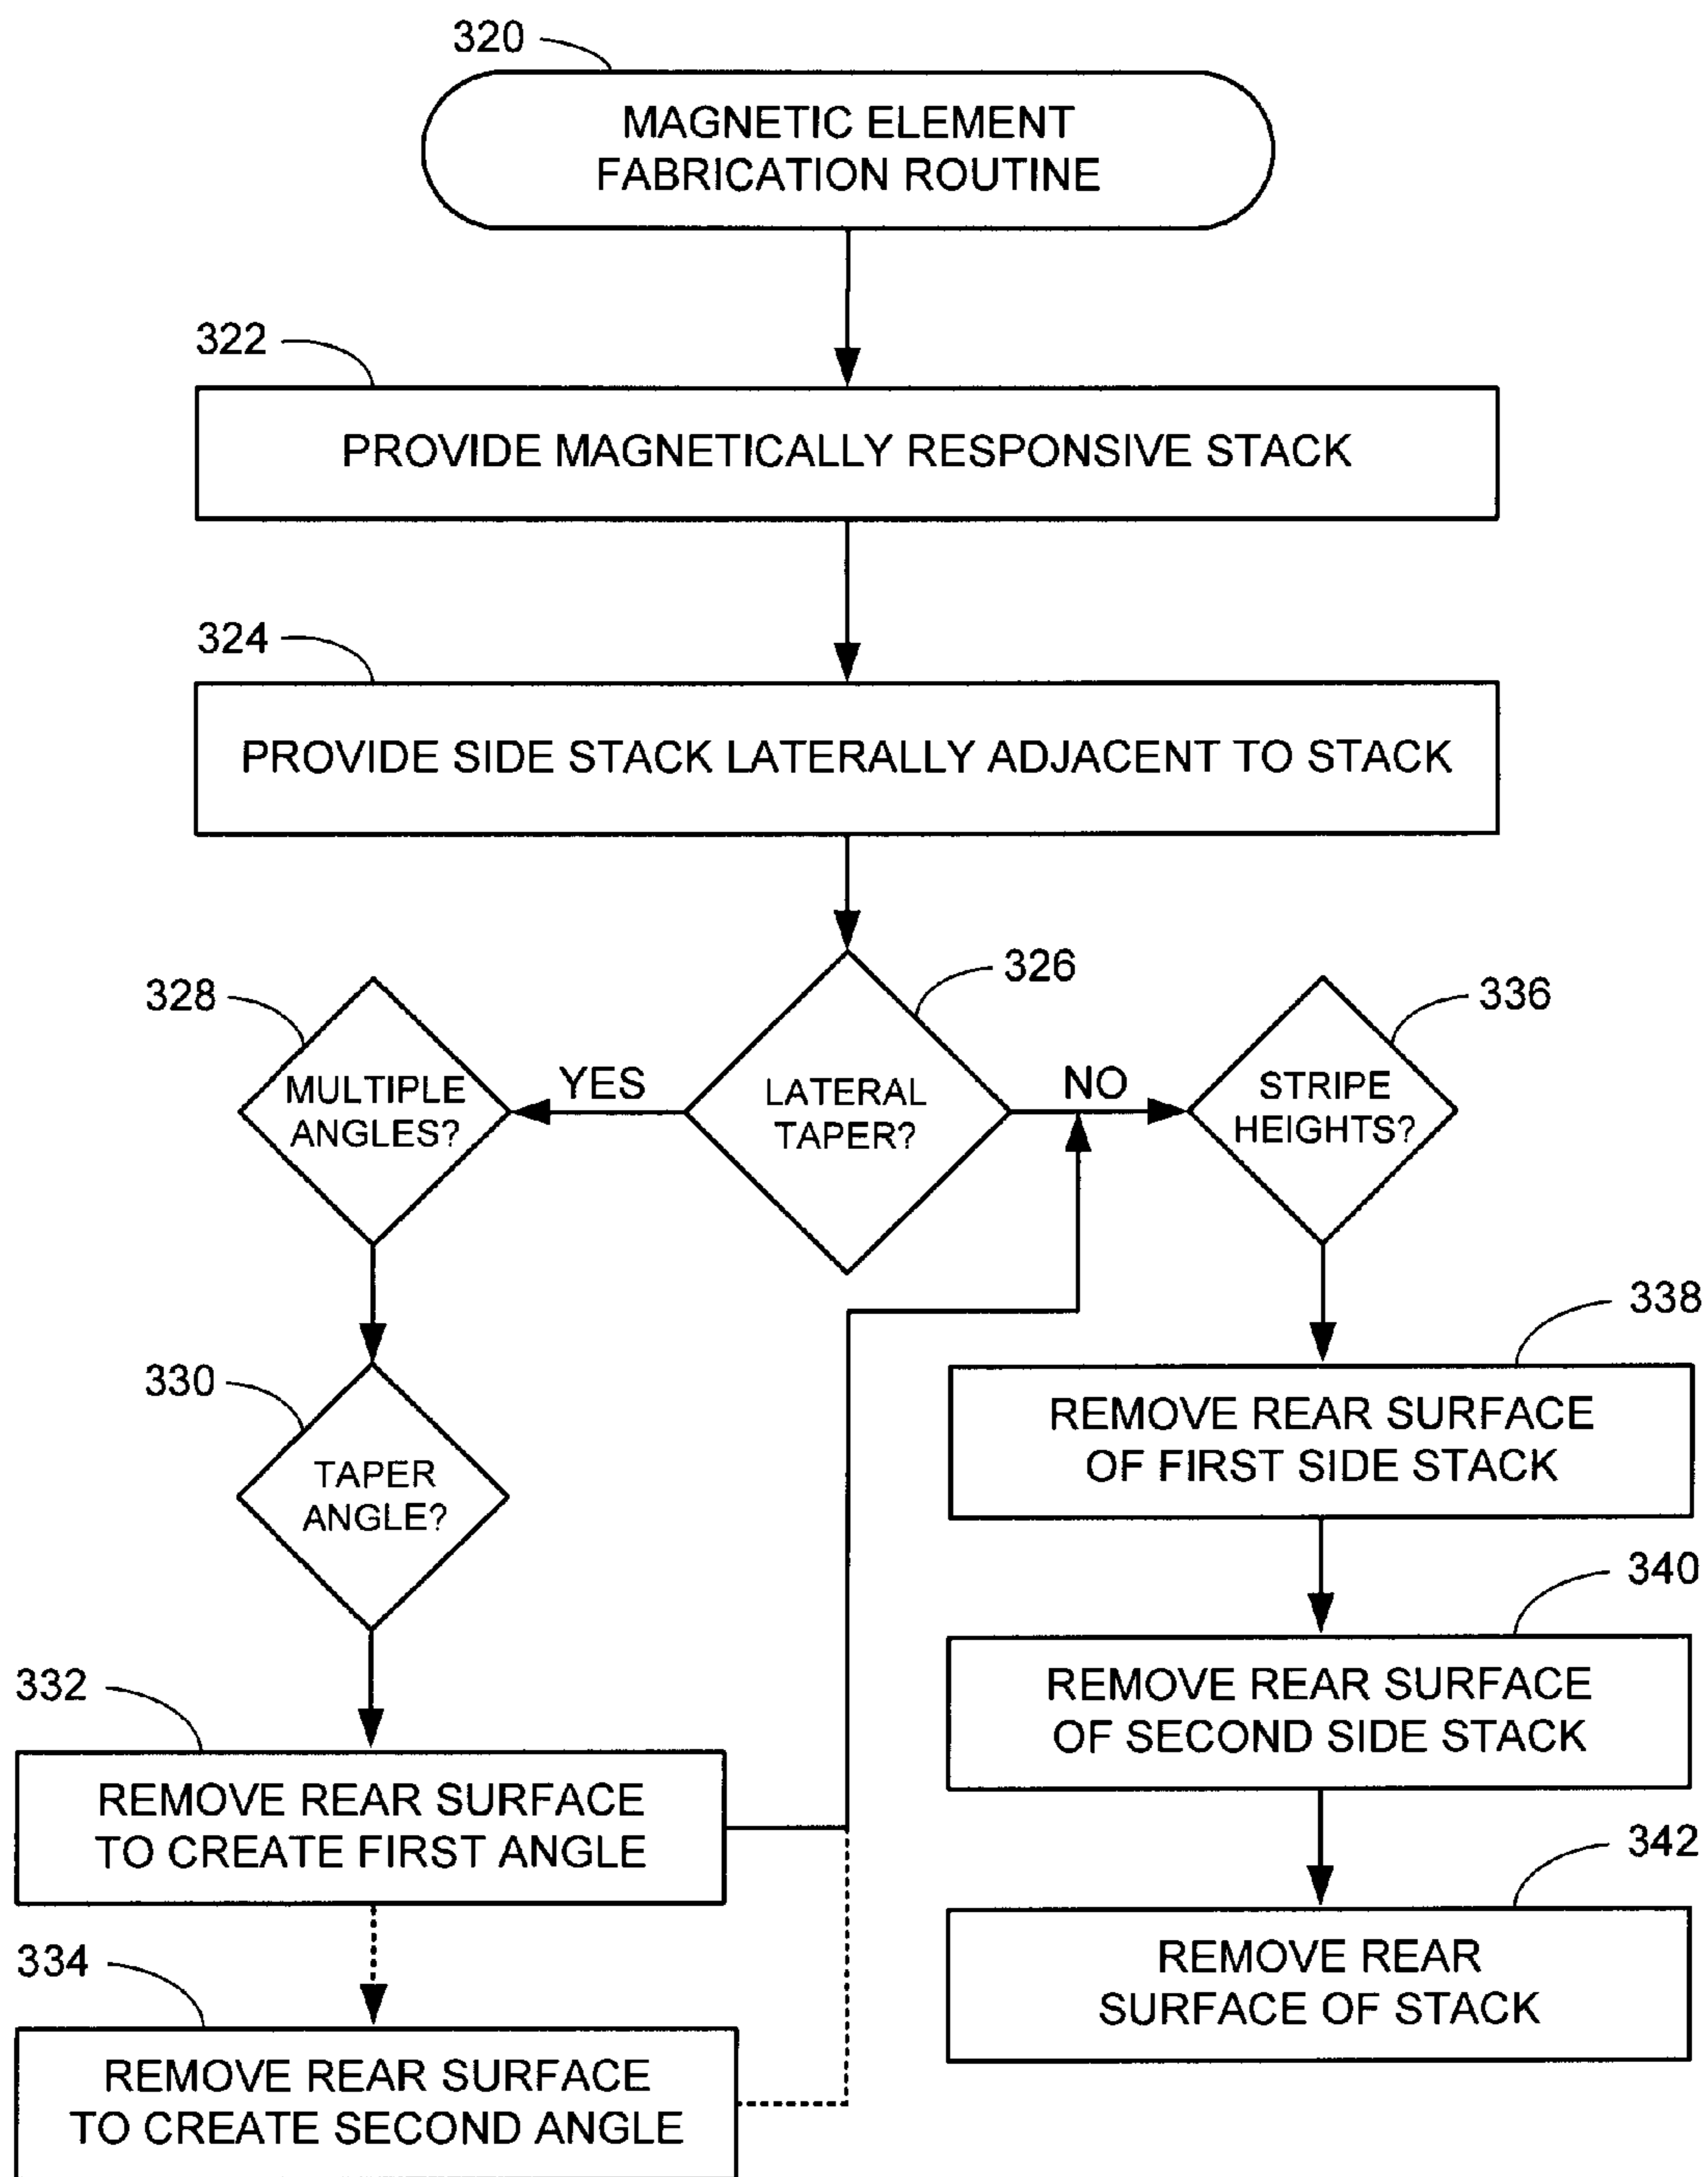 320
MAGNETIC ELEMENT
FABRICATION ROUTINE
322
PROVIDE MAGNETICALLY RESPONSIVE STACK
324
PROVIDE SIDE STACK LATERALLY ADJACENT TO STACK
326
LATERAL
TAPER?
YES
NO
328
MULTIPLE
ANGLES?
330
TAPER
ANGLE?
332
REMOVE REAR SURFACE
TO CREATE FIRST ANGLE
334
REMOVE REAR SURFACE
TO CREATE SECOND ANGLE
336
STRIPE
HEIGHTS?
338
REMOVE REAR SURFACE
OF FIRST SIDE STACK
340
REMOVE REAR SURFACE
OF SECOND SIDE STACK
342
REMOVE REAR
SURFACE OF STACK